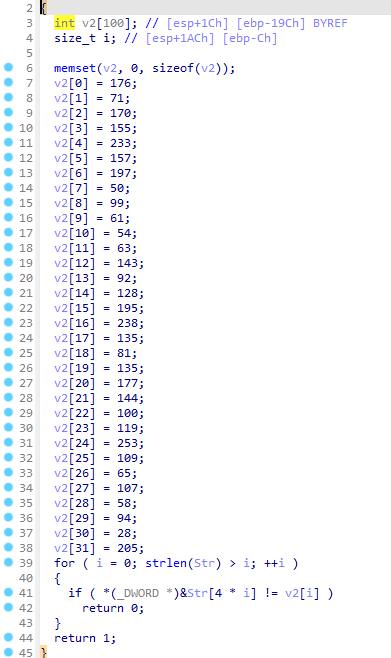 2 {
3 int v2[100]; // [esp+1Ch] [ebp-19Ch] BYREF
4 size_t i; // [esp+1ACh] [ebp-Ch]
5
6 memset(v2, 0, sizeof(v2));
7 v2[0] = 176;
8 v2[1] = 71;
9 v2[2] = 170;
10 v2[3] = 155;
11 v2[4] = 233;
12 v2[5] = 157;
13 v2[6] = 197;
14 v2[7] = 50;
15 v2[8] = 99;
16 v2[9] = 61;
17 v2[10] = 54;
18 v2[11] = 63;
19 v2[12] = 143;
20 v2[13] = 92;
21 v2[14] = 128;
22 v2[15] = 195;
23 v2[16] = 238;
24 v2[17] = 135;
25 v2[18] = 81;
26 v2[19] = 135;
27 v2[20] = 177;
28 v2[21] = 144;
29 v2[22] = 100;
30 v2[23] = 119;
31 v2[24] = 253;
32 v2[25] = 109;
33 v2[26] = 65;
34 v2[27] = 107;
35 v2[28] = 58;
36 v2[29] = 94;
37 v2[30] = 28;
38 v2[31] = 205;
39 for ( i = 0; strlen(Str) > i; ++i )
40 {
41 if ( *(_DWORD *)&Str[4 * i] != v2[i] )
42 return 0;
43 }
44 return 1;
45 }